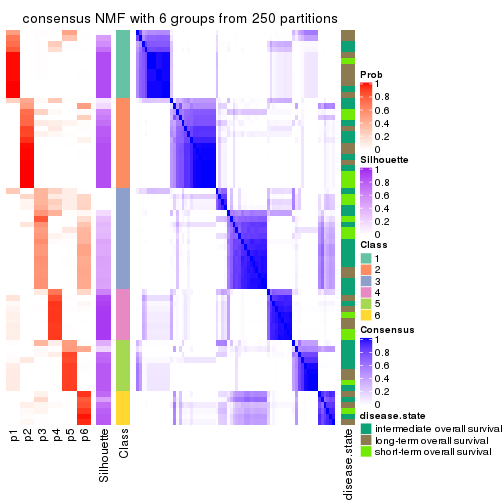 consensus NMF with 6 groups from 250 partitions
Prob
1
0.8
0.6
0.4
0.2
0
Silhouette
1
0.8
0.6
0.4
0.2
0
Class
1
2
3
4
5
6
Consensus
1
0.8
0.6
0.4
0.2
0
disease.state
intermediate overall survival
long-term overall survival
short-term overall survival
p1
p2
p3
p4
p5
p6
Silhouette
Class
disease.state